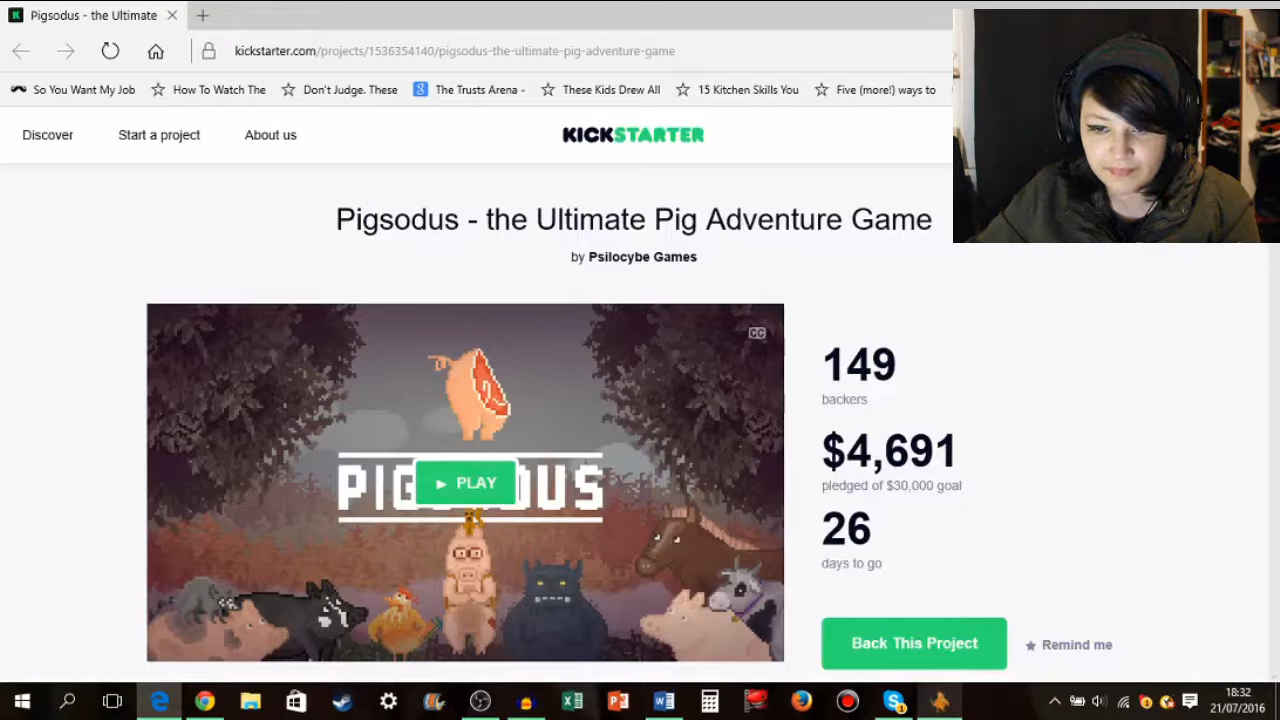 Pigsodus - the Ultimate
kickstarter.com/projects/1536354140/pigsodus-the-ultimate-pig-adventure-game
So You Want My Job
How To Watch The
Don't Judge. These
The Trusts Arena -
These Kids Drew All
15 Kitchen Skills You
Five (more!) ways to
Discover
Start a project
About us
KICKSTARTER
Pigsodus - the Ultimate Pig Adventure Game
by Psilocybe Games
CC
PLAY
149
backers
$4,691
pledged of $30,000 goal
26
days to go
Back This Project
Remind me
18:32
21/07/2016